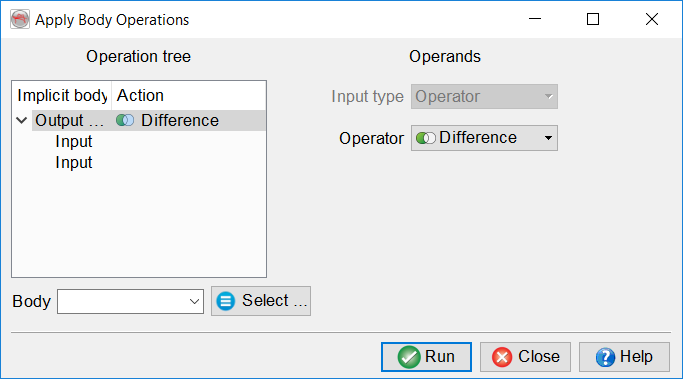 Apply Body Operations
Operation tree
Operands
Implicit body Action
Output ... Difference
Input
Input
Input type Operator
Operator Difference
Body Select ...
Run Close Help